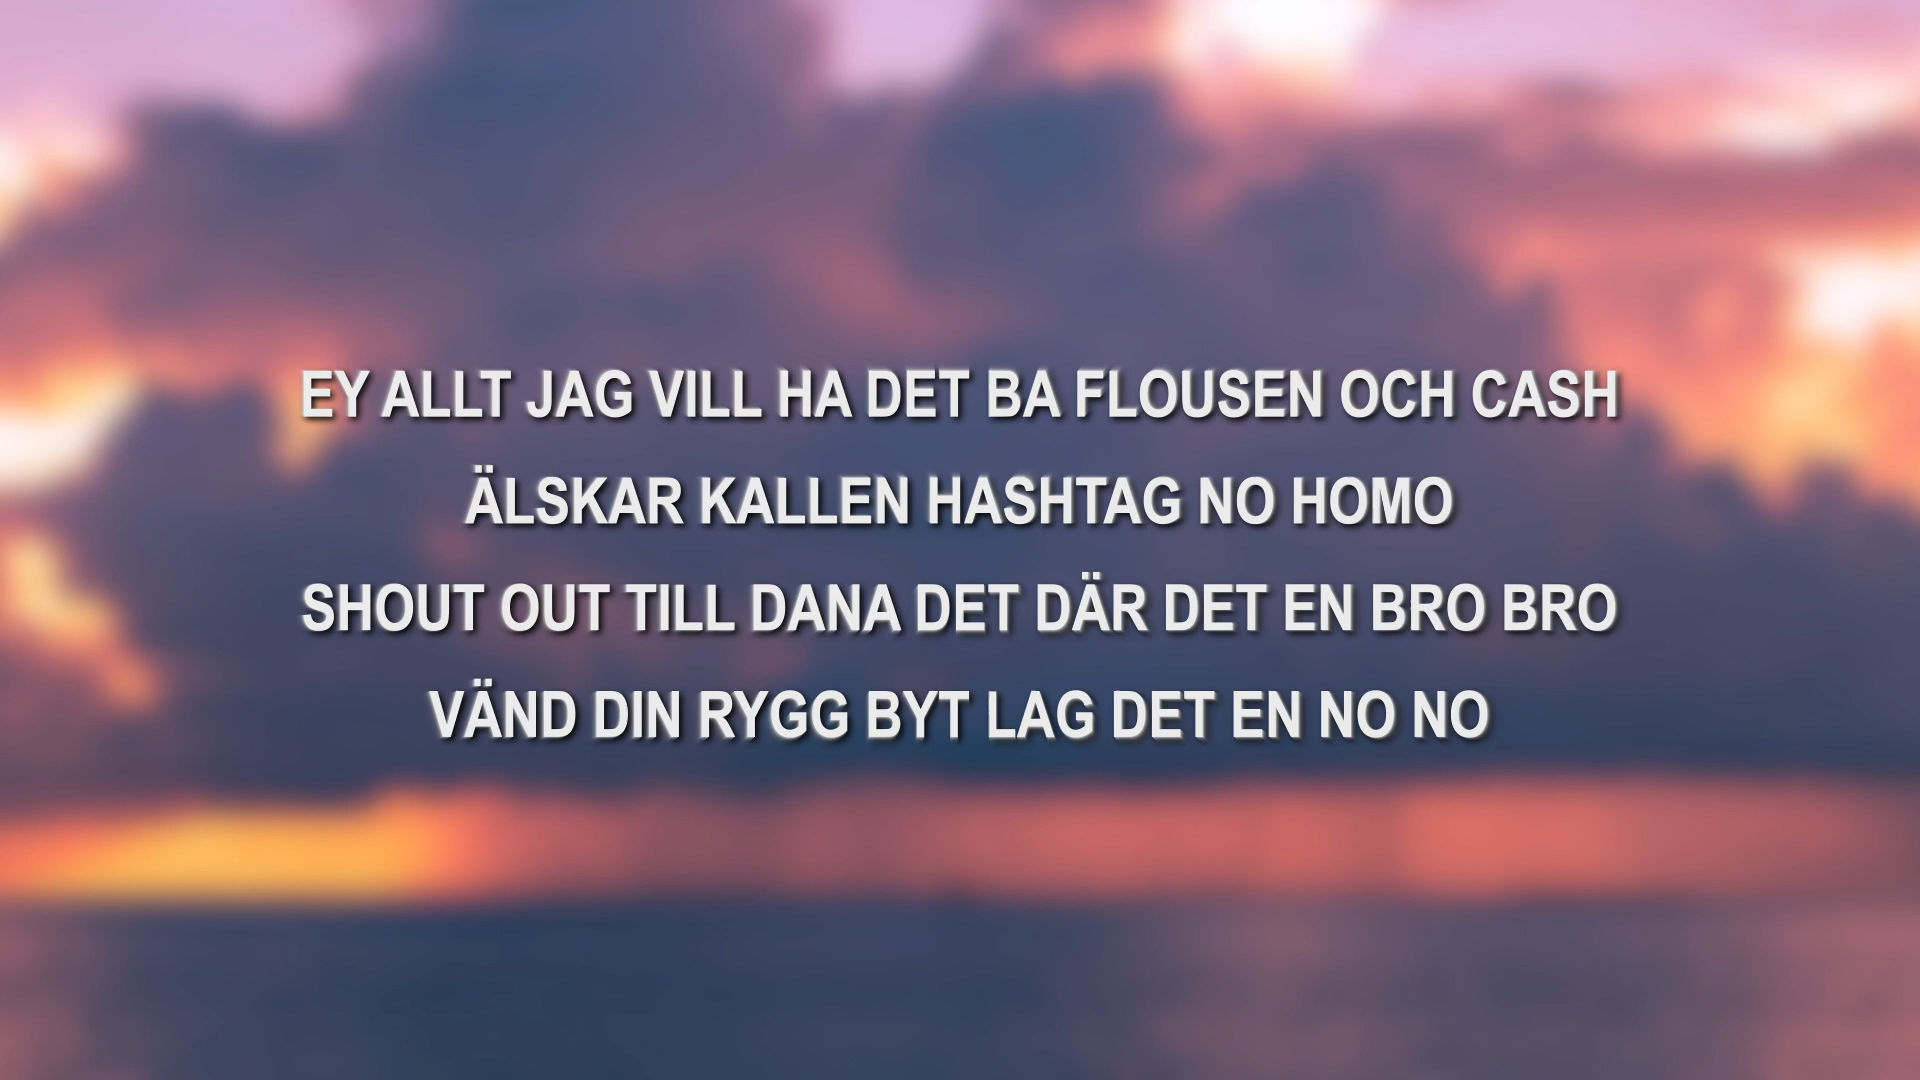 EY ALLT JAG VILL HA DET BA FLOUSEN OCH CASH
ÄLSKAR KALLEN HASHTAG NO HOMO
SHOUT OUT TILL DANA DET DÄR DET EN BRO BRO
VÄND DIN RYGG BYT LAG DET EN NO NO